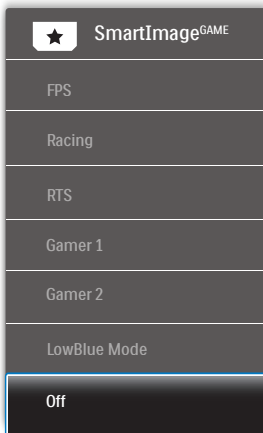 SmartImageGAME
FPS
Racing
RTS
Gamer 1
Gamer 2
LowBlue Mode
Off